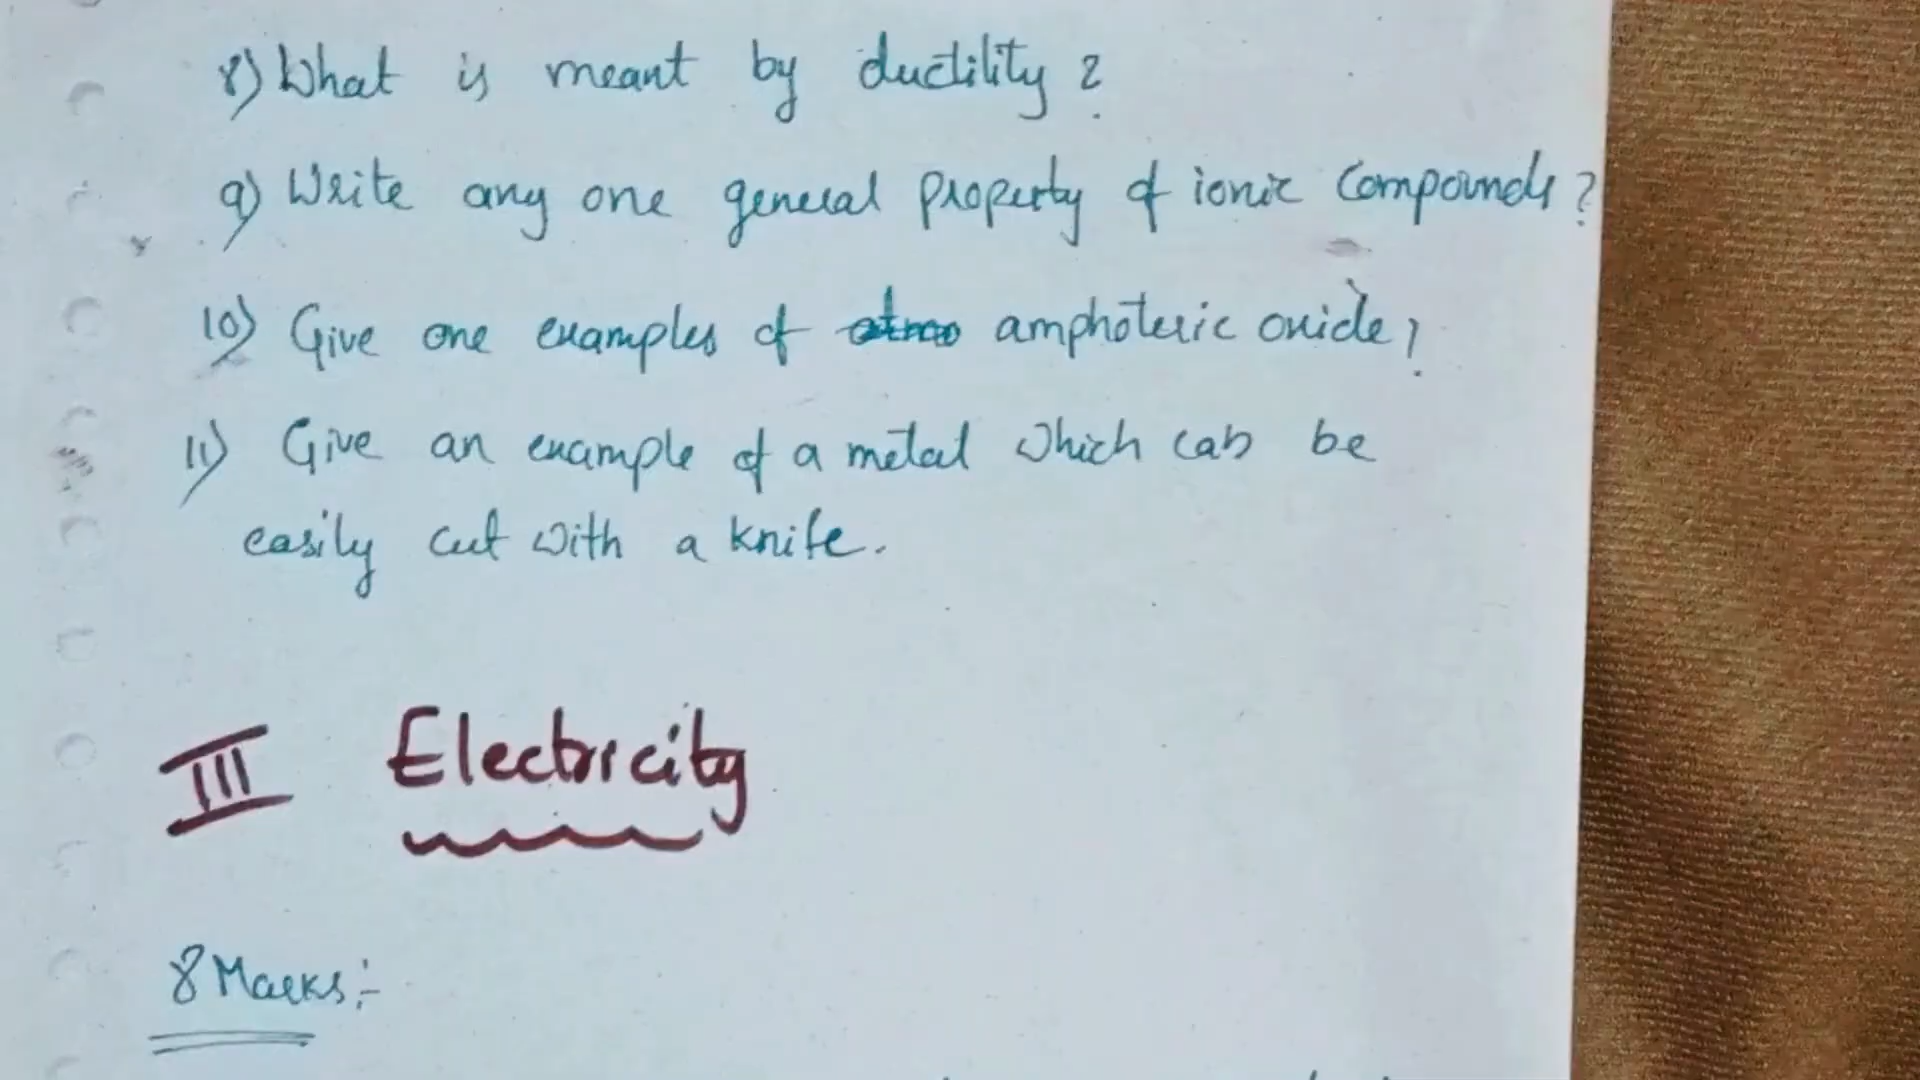 8) What is meant by ductility?
9) Write any one general property of ionic Compounds?
10) Give one examples of amphoteric oxide?
11) Give an example of a metal which can be
easily cut with a knife.
III Electricity
8 Marks:-